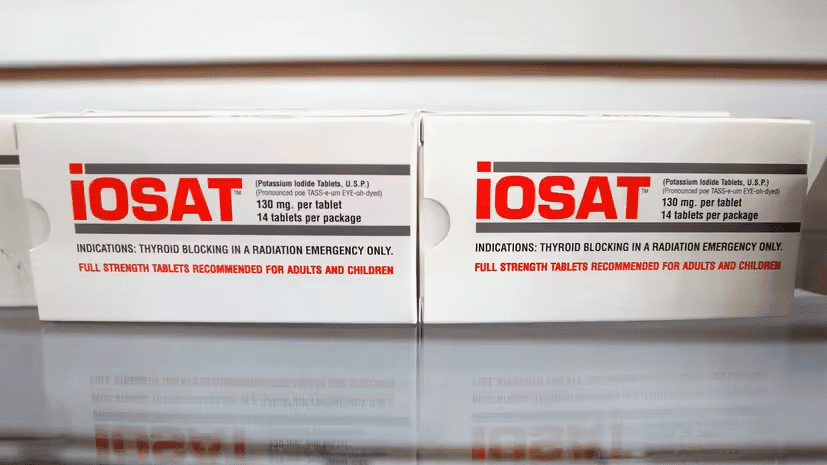 iOSAT™
(Potassium Iodide Tablets, U.S.P.)
(Pronounced poe TASS-e-um EYE-oh-dyed)
130 mg. per tablet
14 tablets per package
INDICATIONS: THYROID BLOCKING IN A RADIATION EMERGENCY ONLY.
FULL STRENGTH TABLETS RECOMMENDED FOR ADULTS AND CHILDREN
iOSAT™
(Potassium Iodide Tablets, U.S.P.)
(Pronounced poe TASS-e-um EYE-oh-dyed)
130 mg. per tablet
14 tablets per package
INDICATIONS: THYROID BLOCKING IN A RADIATION EMERGENCY ONLY.
FULL STRENGTH TABLETS RECOMMENDED FOR ADULTS AND CHILDREN